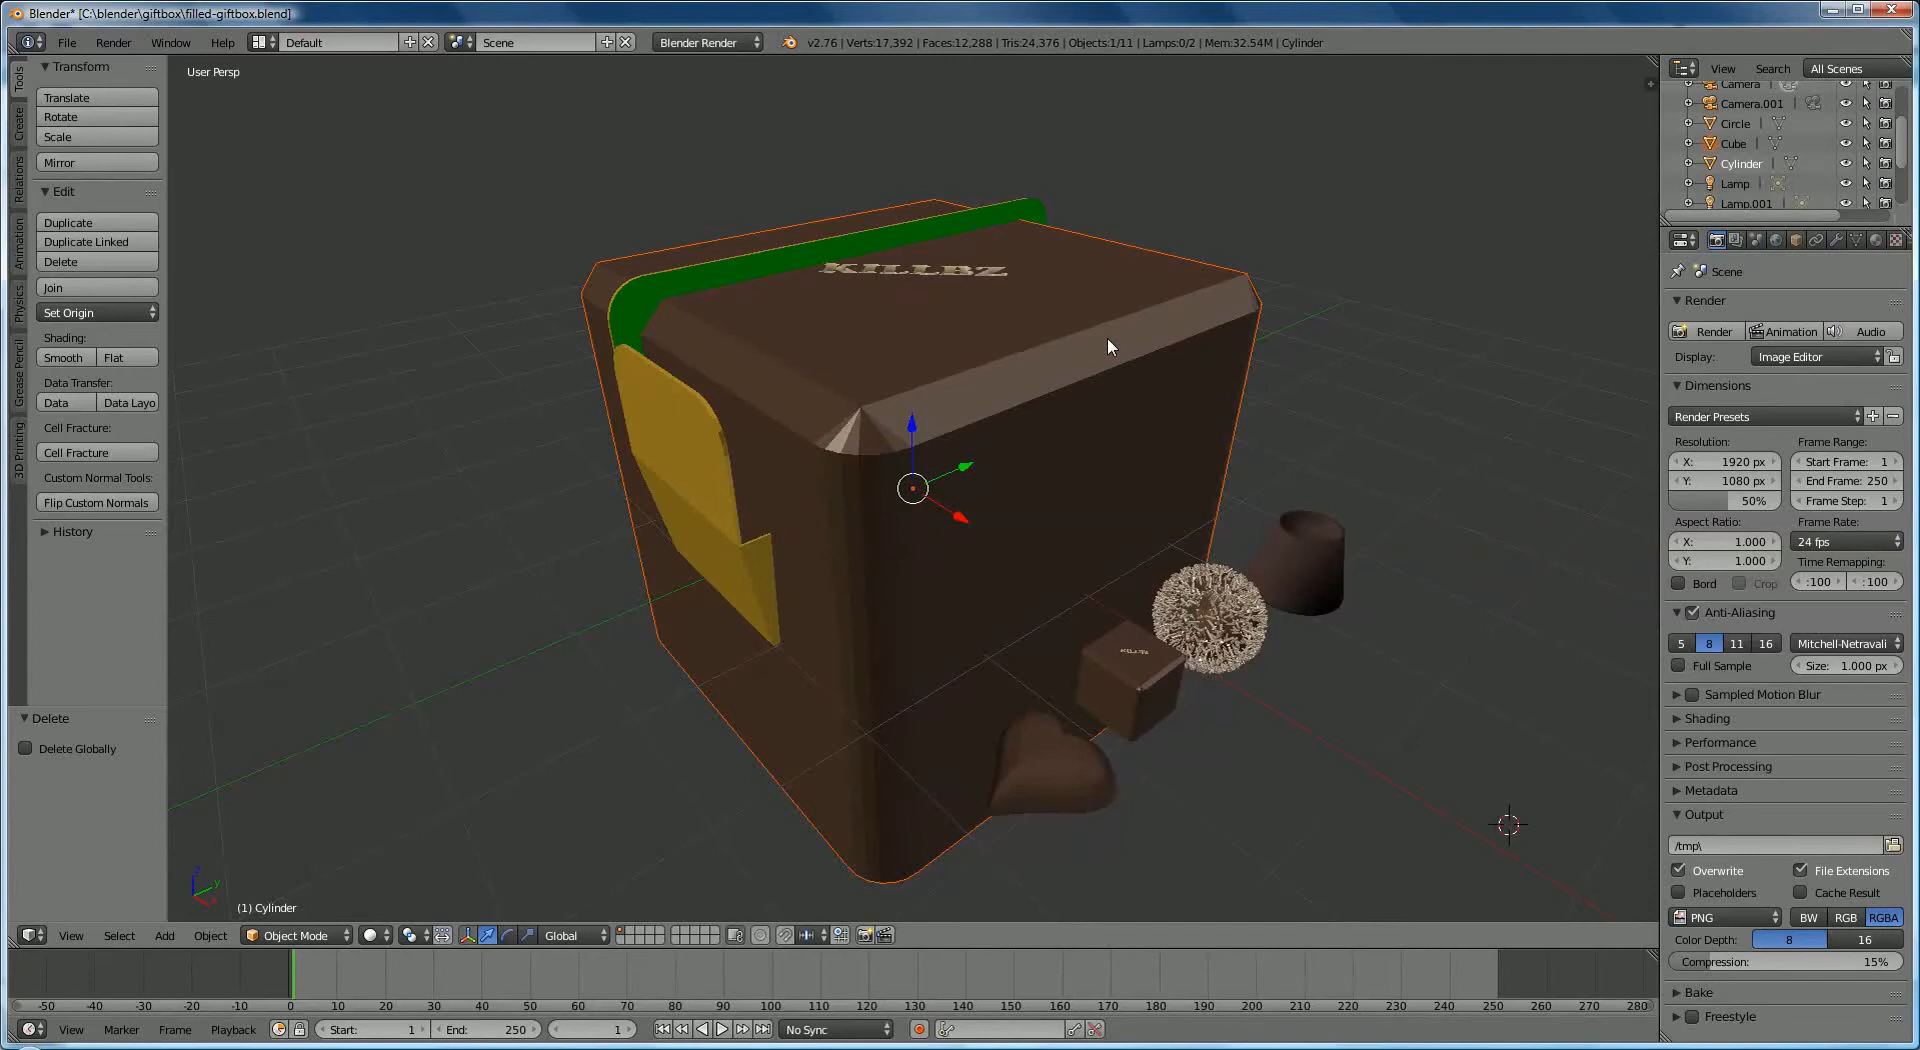 Blender* [C:\blender\giftbox\filled-giftbox.blend]
File Render Window Help Default Scene Blender Render v2.76 | Verts:17,392 | Faces:12,288 | Tris:24,376 | Objects:1/11 | Lamps:0/2 | Mem:32.54M | Cylinder
Tools
Create
Relations
Animation
Physics
Grease Pencil
3D Printing
Transform
Translate
Rotate
Scale
Mirror
Edit
Duplicate
Duplicate Linked
Delete
Join
Set Origin
Shading:
Smooth Flat
Data Transfer:
Data Data Layo
Cell Fracture:
Cell Fracture
Custom Normal Tools:
Flip Custom Normals
History
Delete
Delete Globally
User Persp
KILLBZ
KILLBZ
z
y
x
(1) Cylinder
View Select Add Object Object Mode Global
-50 -40 -30 -20 -10 0 10 20 30 40 50 60 70 80 90 100 110 120 130 140 150 160 170 180 190 200 210 220 230 240 250 260 270 280
View Marker Frame Playback Start: 1 End: 250 1 No Sync
View Search All Scenes
Camera
Camera.001
Circle
Cube
Cylinder
Lamp
Lamp.001
Scene
Render
Render Animation Audio
Display: Image Editor
Dimensions
Render Presets
Resolution: Frame Range:
X: 1920 px Start Frame: 1
Y: 1080 px End Frame: 250
50% Frame Step: 1
Aspect Ratio: Frame Rate:
X: 1.000 24 fps
Y: 1.000 Time Remapping:
Bord Crop :100 :100
Anti-Aliasing
5 8 11 16 Mitchell-Netravali
Full Sample Size: 1.000 px
Sampled Motion Blur
Shading
Performance
Post Processing
Metadata
Output
/tmp\
Overwrite File Extensions
Placeholders Cache Result
PNG BW RGB RGBA
Color Depth: 8 16
Compression: 15%
Bake
Freestyle